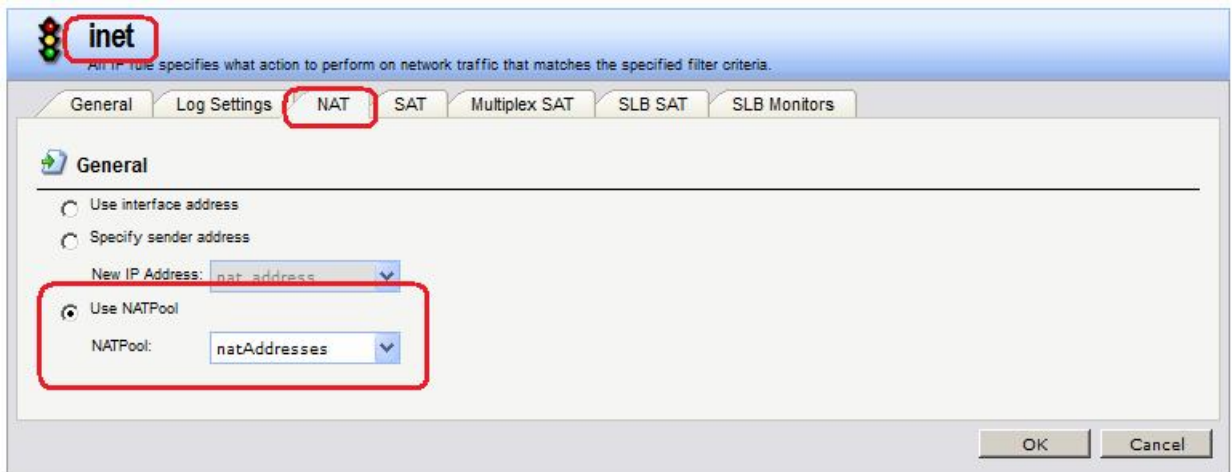 inet
An IP rule specifies what action to perform on network traffic that matches the specified filter criteria.
General Log Settings NAT SAT Multiplex SAT SLB SAT SLB Monitors
General
Use interface address
Specify sender address
New IP Address: nat_address
Use NATPool
NATPool: natAddresses
OK Cancel